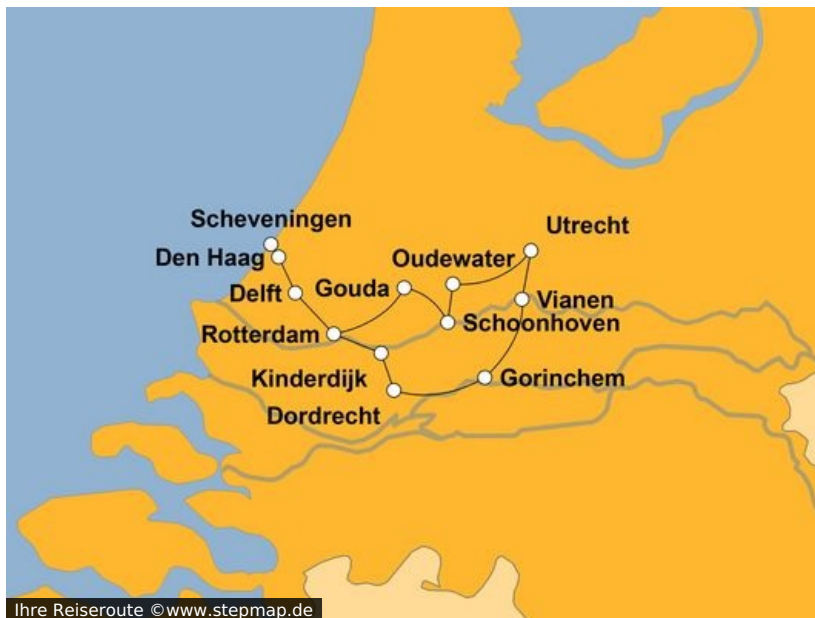 Scheveningen
Utrecht
Den Haag
Oudewater
Delft
Gouda
Vianen
Rotterdam
Schoonhoven
Kinderdijk
Gorinchem
Dordrecht
Ihre Reiseroute ©www.stepmap.de